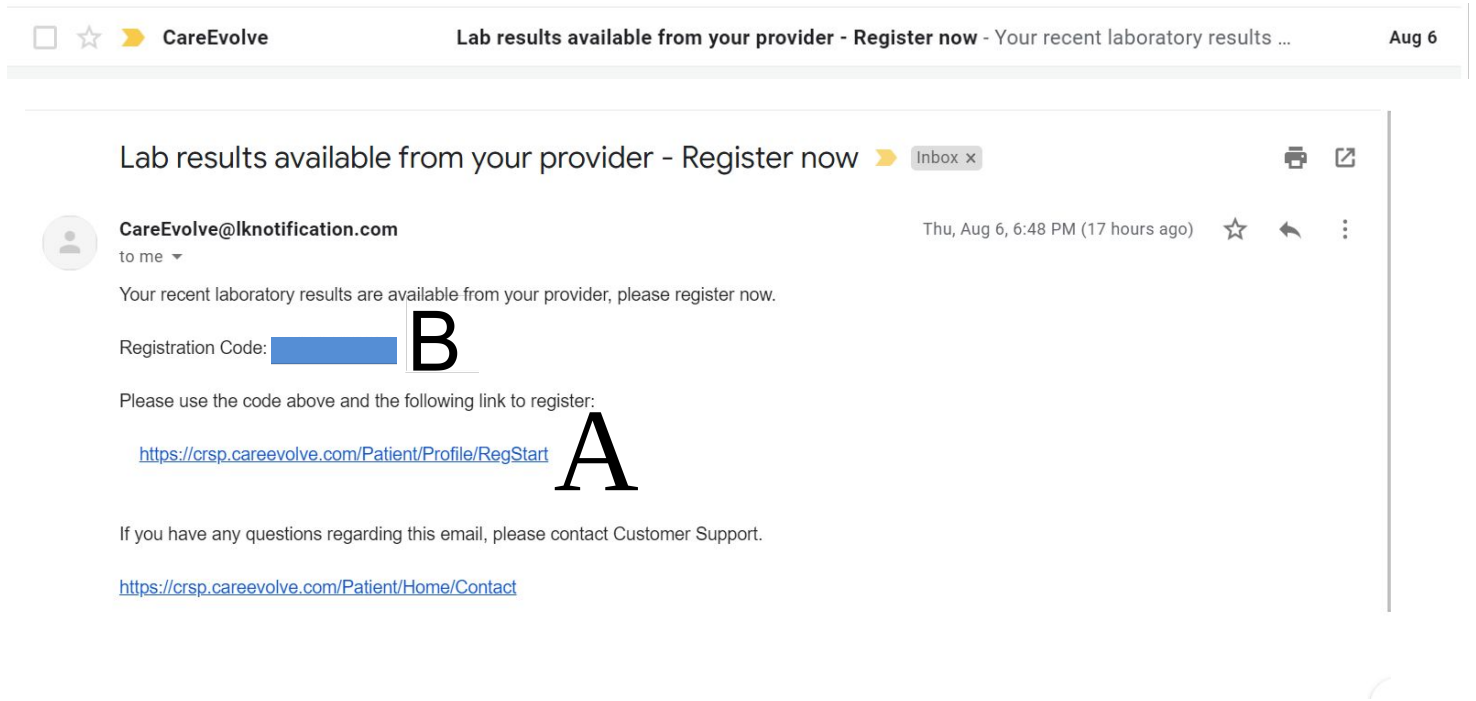 CareEvolve Lab results available from your provider - Register now - Your recent laboratory results ... Aug 6
Lab results available from your provider - Register now Inbox x
CareEvolve@lknotification.com Thu, Aug 6, 6:48 PM (17 hours ago)
to me
Your recent laboratory results are available from your provider, please register now.
Registration Code: B
Please use the code above and the following link to register:
https://crsp.careevolve.com/Patient/Profile/RegStart A
If you have any questions regarding this email, please contact Customer Support.
https://crsp.careevolve.com/Patient/Home/Contact